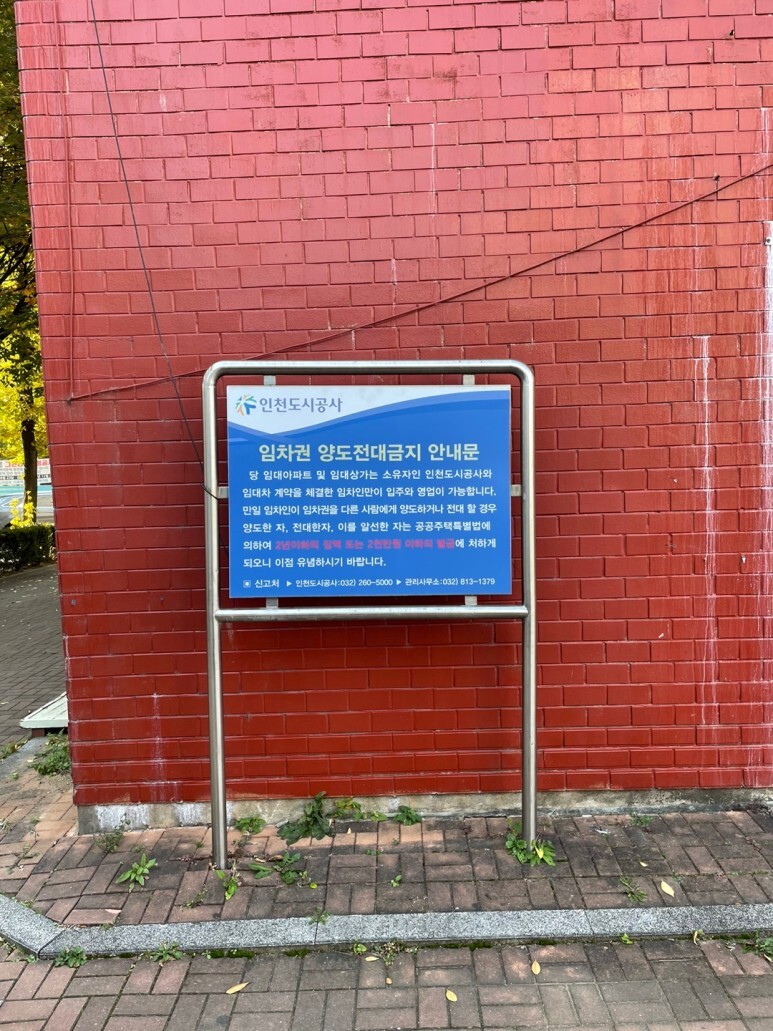 인천도시공사
임차권 양도전대금지 안내문
당 임대아파트 및 임대상가는 소유자인 인천도시공사와
임대차 계약을 체결한 임차인만이 입주와 영업이 가능합니다.
만일 임차인이 임차권을 다른 사람에게 양도하거나 전대 할 경우
양도한 자, 전대한자, 이를 알선한 자는 공공주택특별법에
의하여 2년이하의 징역 또는 2천만원 이하의 벌금에 처하게
되오니 이점 유념하시기 바랍니다.
▣ 신고처 ▶ 인천도시공사:032) 260-5000 ▶ 관리사무소:032) 813-1379